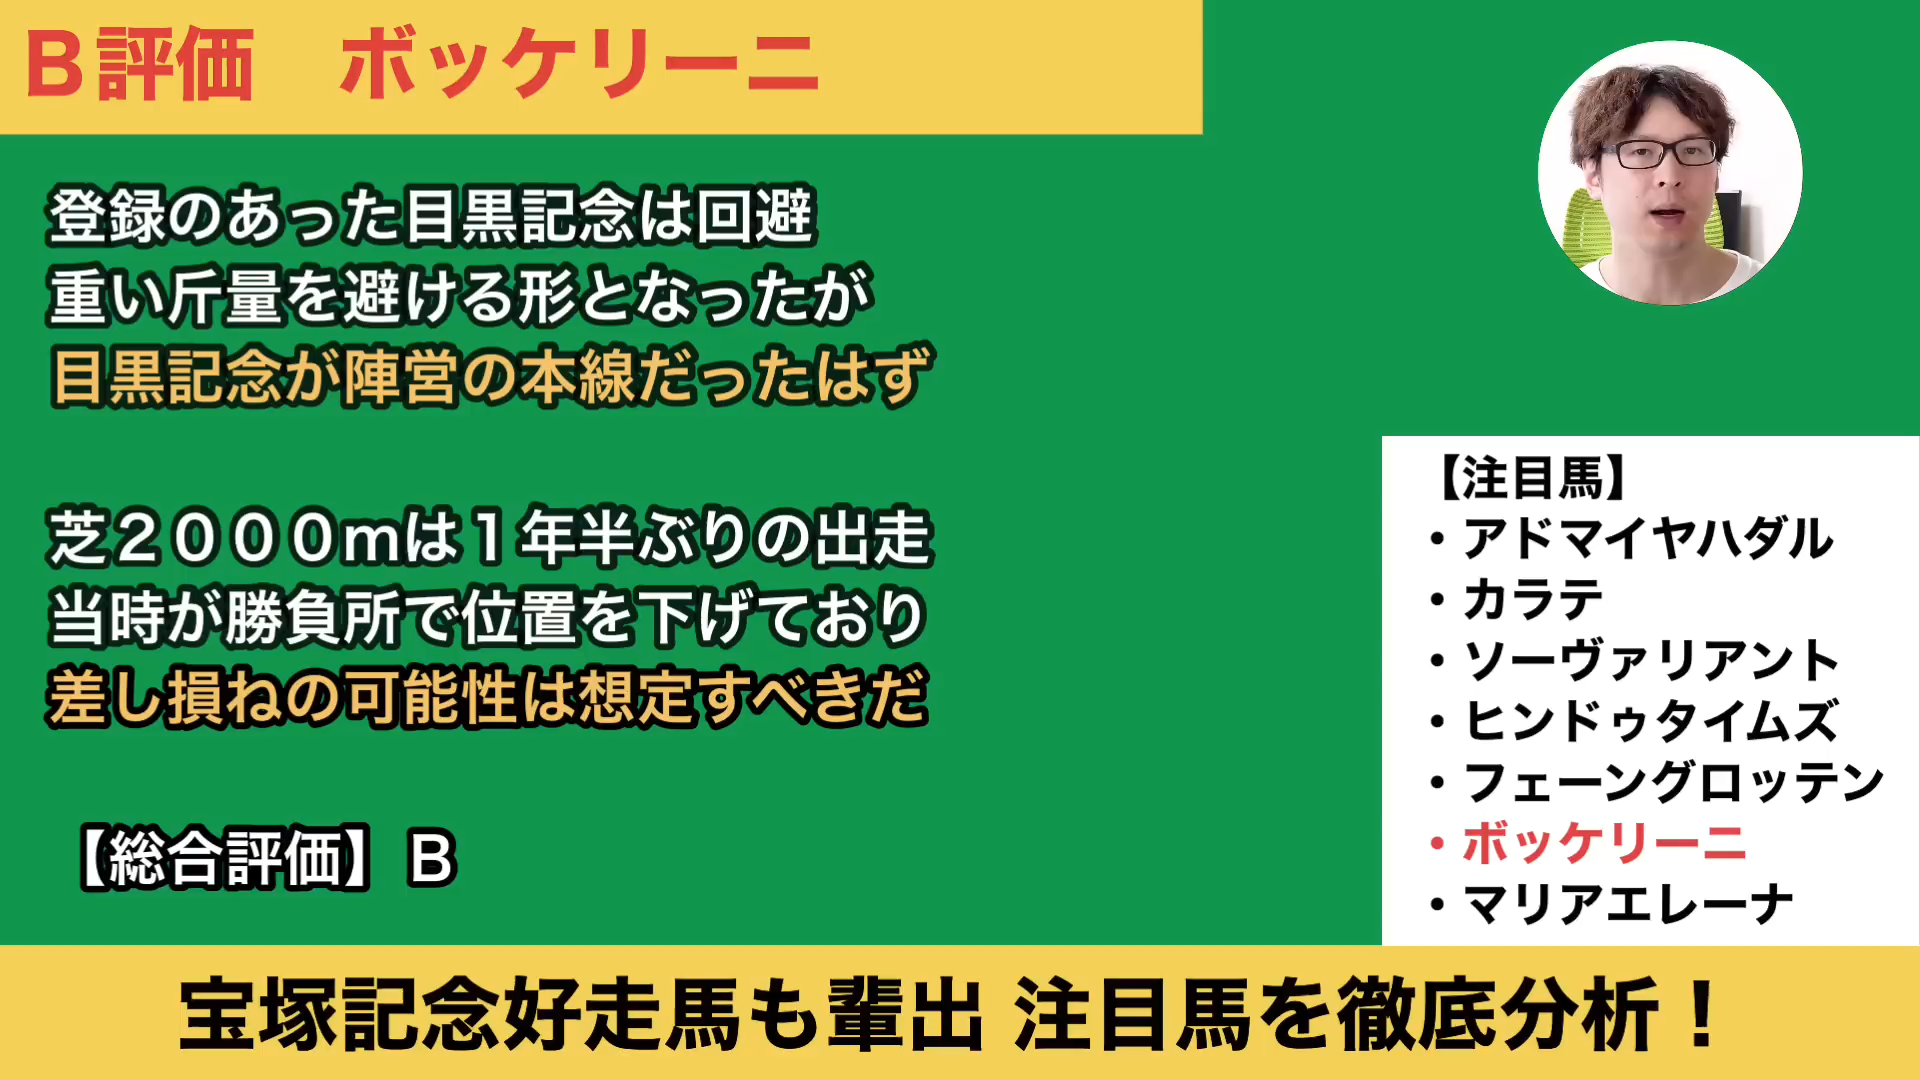 B評価　ボッケリーニ
登録のあった目黒記念は回避
重い斤量を避ける形となったが
目黒記念が陣営の本線だったはず
芝２０００mは１年半ぶりの出走
当時が勝負所で位置を下げており
差し損ねの可能性は想定すべきだ
【総合評価】Ｂ
【注目馬】
・アドマイヤハダル
・カラテ
・ソーヴァリアント
・ヒンドゥタイムズ
・フェーングロッテン
・ボッケリーニ
・マリアエレーナ
宝塚記念好走馬も輩出 注目馬を徹底分析！